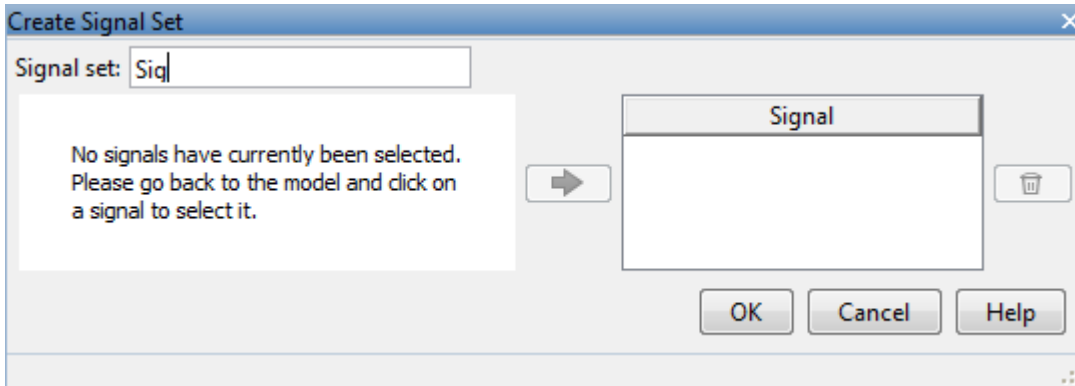 Create Signal Set
Signal set: Sig
No signals have currently been selected.
Please go back to the model and click on
a signal to select it.
Signal
OK Cancel Help